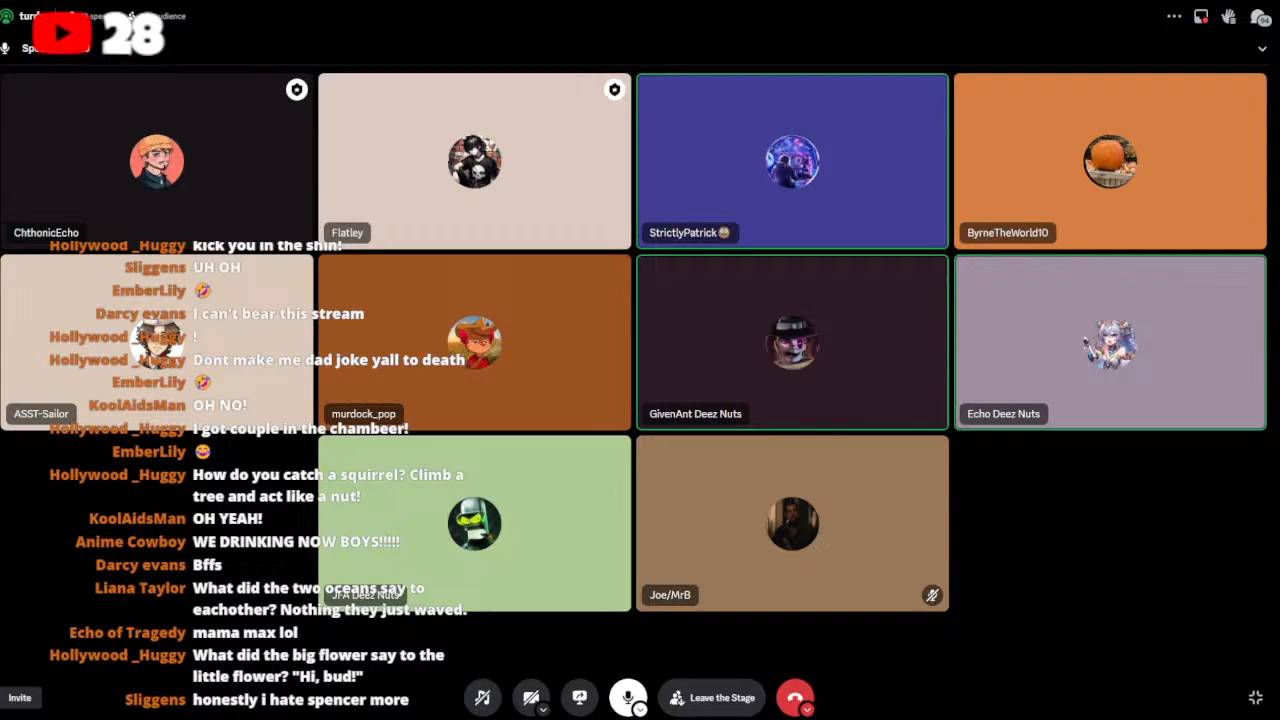 28
94
ChthonicEcho
Flatley
StrictlyPatrick
ByrneTheWorld10
Hollywood_Huggy kick you in the shin!
Sliggens UH OH
EmberLily 🤣
Darcy evans I can't bear this stream
Hollywood_Huggy !
Hollywood_Huggy Dont make me dad joke yall to death
EmberLily 🤣
KoolAidsMan OH NO!
ASST-Sailor
murdock_pop
GivenAnt Deez Nuts
Echo Deez Nuts
Hollywood_Huggy I got couple in the chambeer!
EmberLily 😂
Hollywood_Huggy How do you catch a squirrel? Climb a
tree and act like a nut!
KoolAidsMan OH YEAH!
Anime Cowboy WE DRINKING NOW BOYS!!!!!
Darcy evans Bffs
Liana Taylor What did the two oceans say to
eachother? Nothing they just waved.
JFA Deez Nuts
Joe/MrB
Echo of Tragedy mama max lol
Hollywood_Huggy What did the big flower say to the
little flower? "Hi, bud!"
Sliggens honestly i hate spencer more
Invite
Leave the Stage